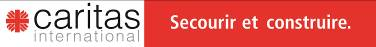 caritas
international
Secourir et construire.